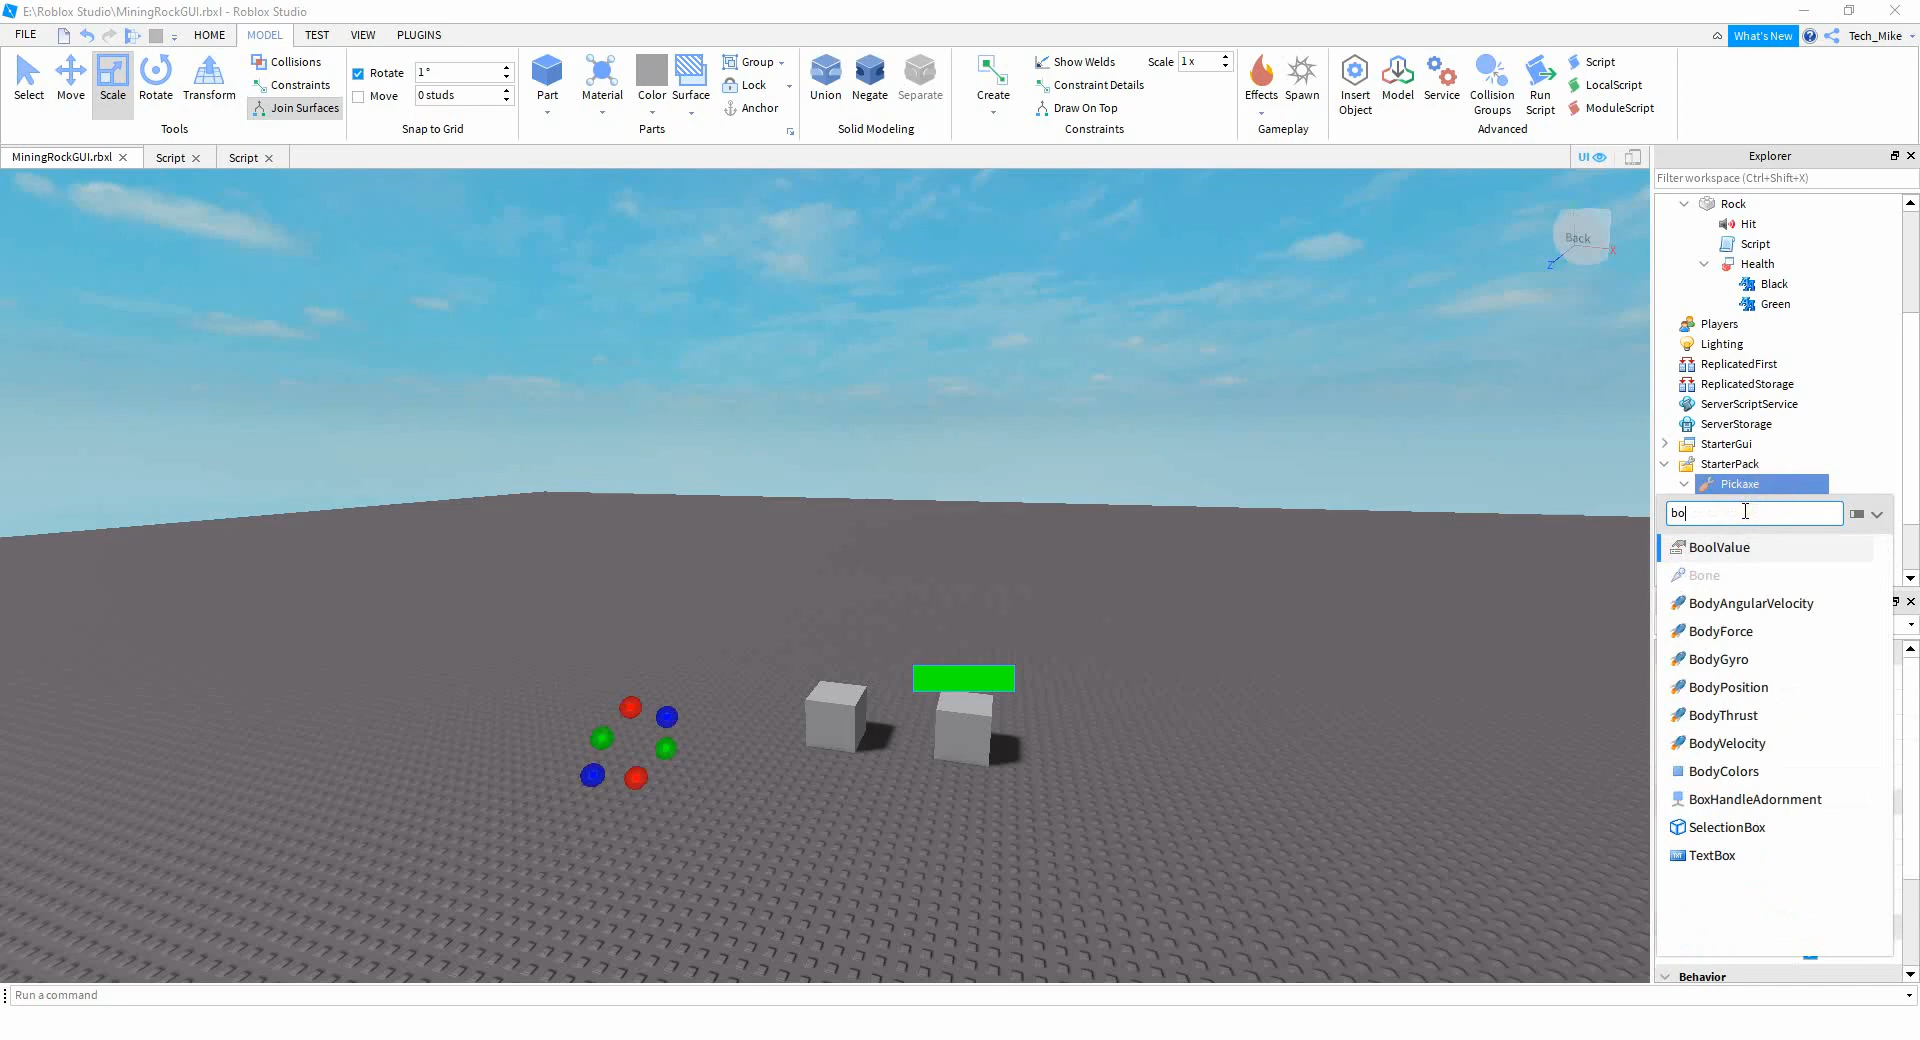 E:\Roblox Studio\MiningRockGUI.rbxl - Roblox Studio
FILE HOME MODEL TEST VIEW PLUGINS What's New Tech_Mike
Select Move Scale Rotate Transform
Collisions
Constraints
Join Surfaces
Tools
Rotate 1°
Move 0 studs
Snap to Grid
Part Material Color Surface
Group
Lock
Anchor
Parts
Union Negate Separate
Solid Modeling
Create
Show Welds
Constraint Details
Draw On Top
Scale 1 x
Constraints
Effects Spawn
Gameplay
Insert Object Model Service Collision Groups Run Script
Script
LocalScript
ModuleScript
Advanced
MiningRockGUI.rbxl Script Script
UI
Back
X
Z
Explorer
Filter workspace (Ctrl+Shift+X)
Rock
Hit
Script
Health
Black
Green
Players
Lighting
ReplicatedFirst
ReplicatedStorage
ServerScriptService
ServerStorage
StarterGui
StarterPack
Pickaxe
bo
BoolValue
Bone
BodyAngularVelocity
BodyForce
BodyGyro
BodyPosition
BodyThrust
BodyVelocity
BodyColors
BoxHandleAdornment
SelectionBox
TextBox
Behavior
Run a command